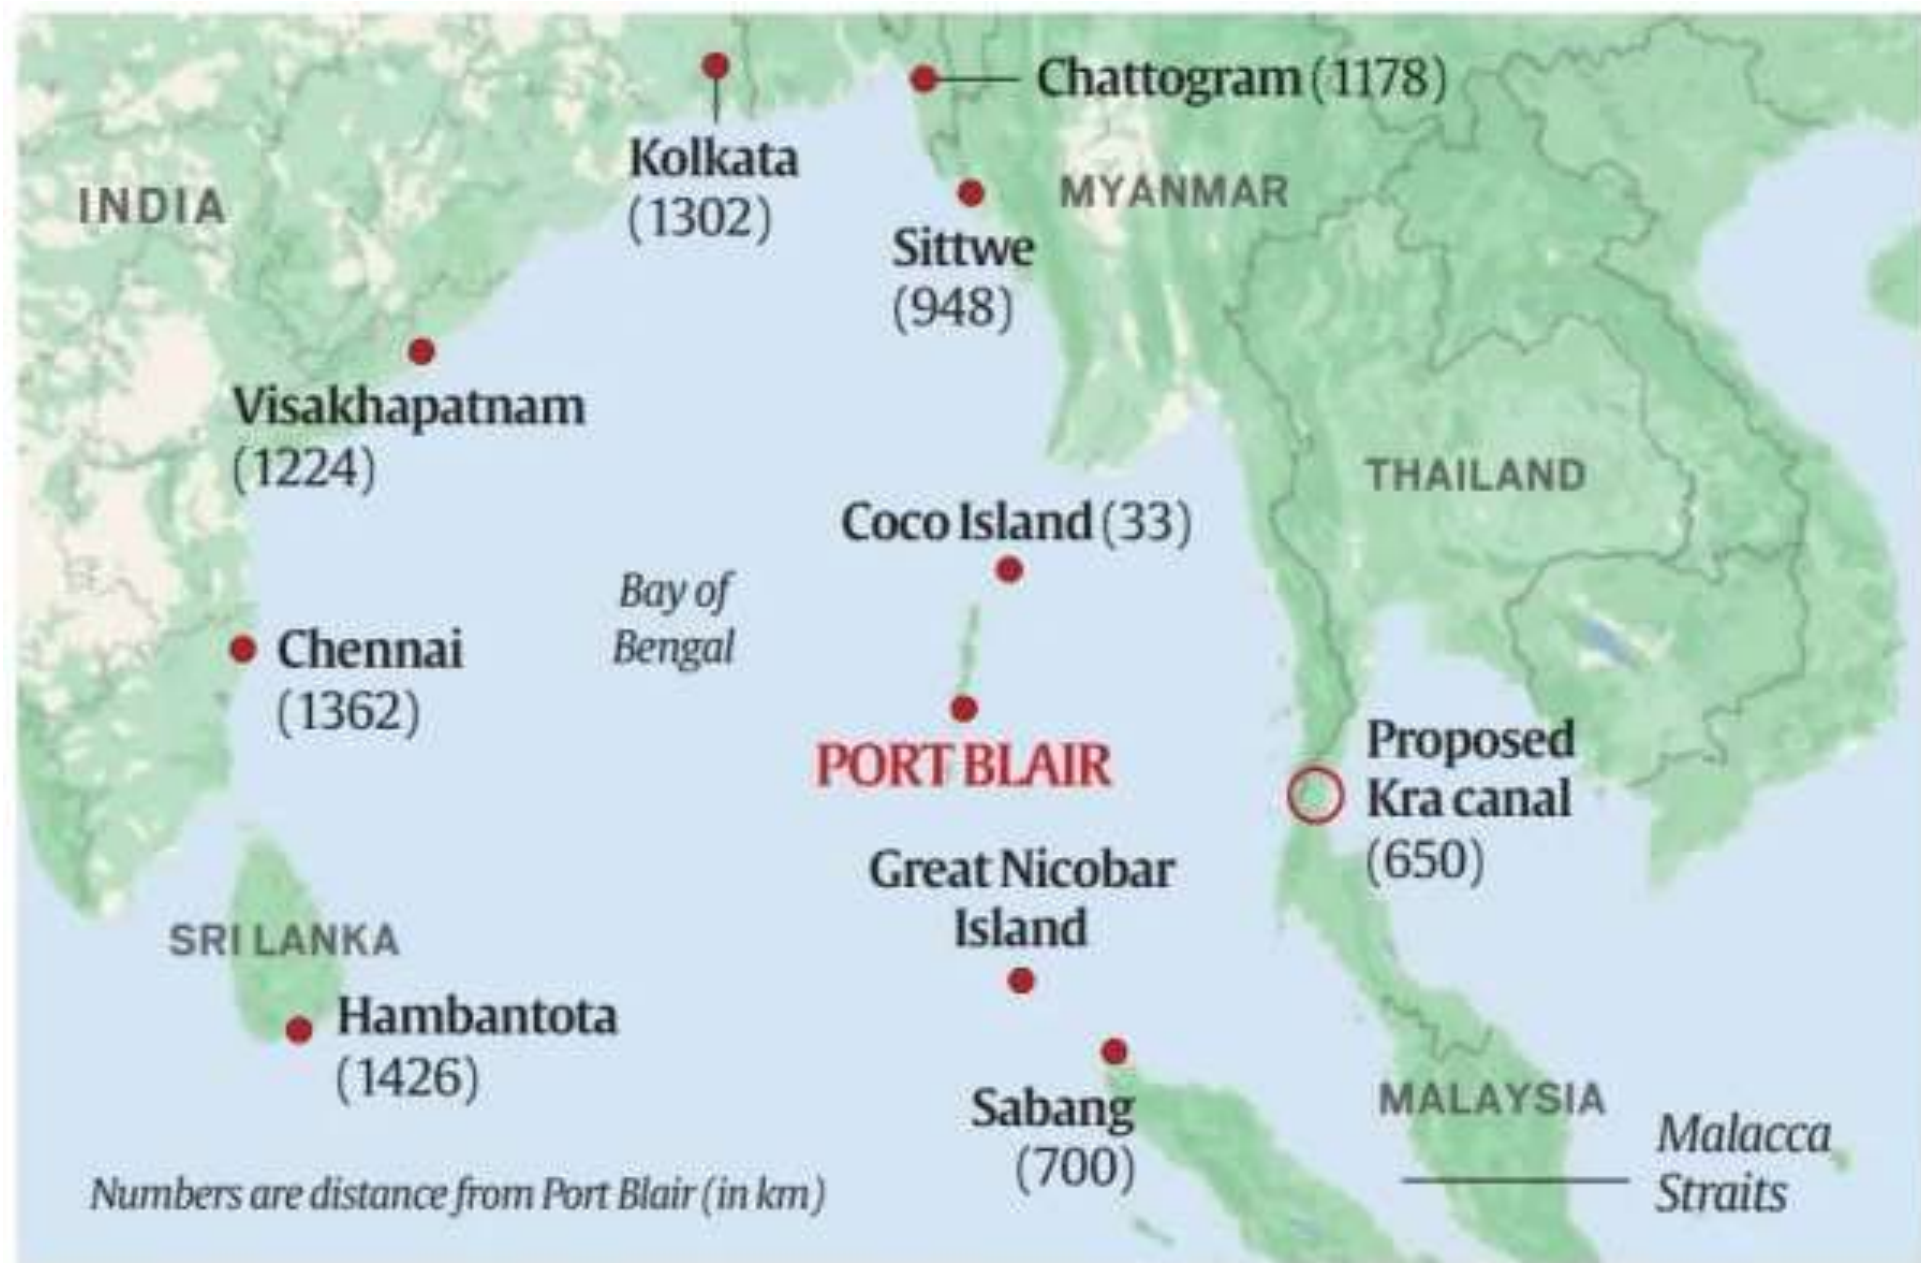 Chattogram (1178)
Kolkata
(1302)
INDIA
MYANMAR
Sittwe
(948)
Visakhapatnam
(1224)
THAILAND
Coco Island (33)
Bay of
Bengal
Chennai
(1362)
PORT BLAIR
Proposed
Kra canal
(650)
Great Nicobar
Island
SRI LANKA
Hambantota
(1426)
Sabang
(700)
MALAYSIA
Malacca
Straits
Numbers are distance from Port Blair (in km)